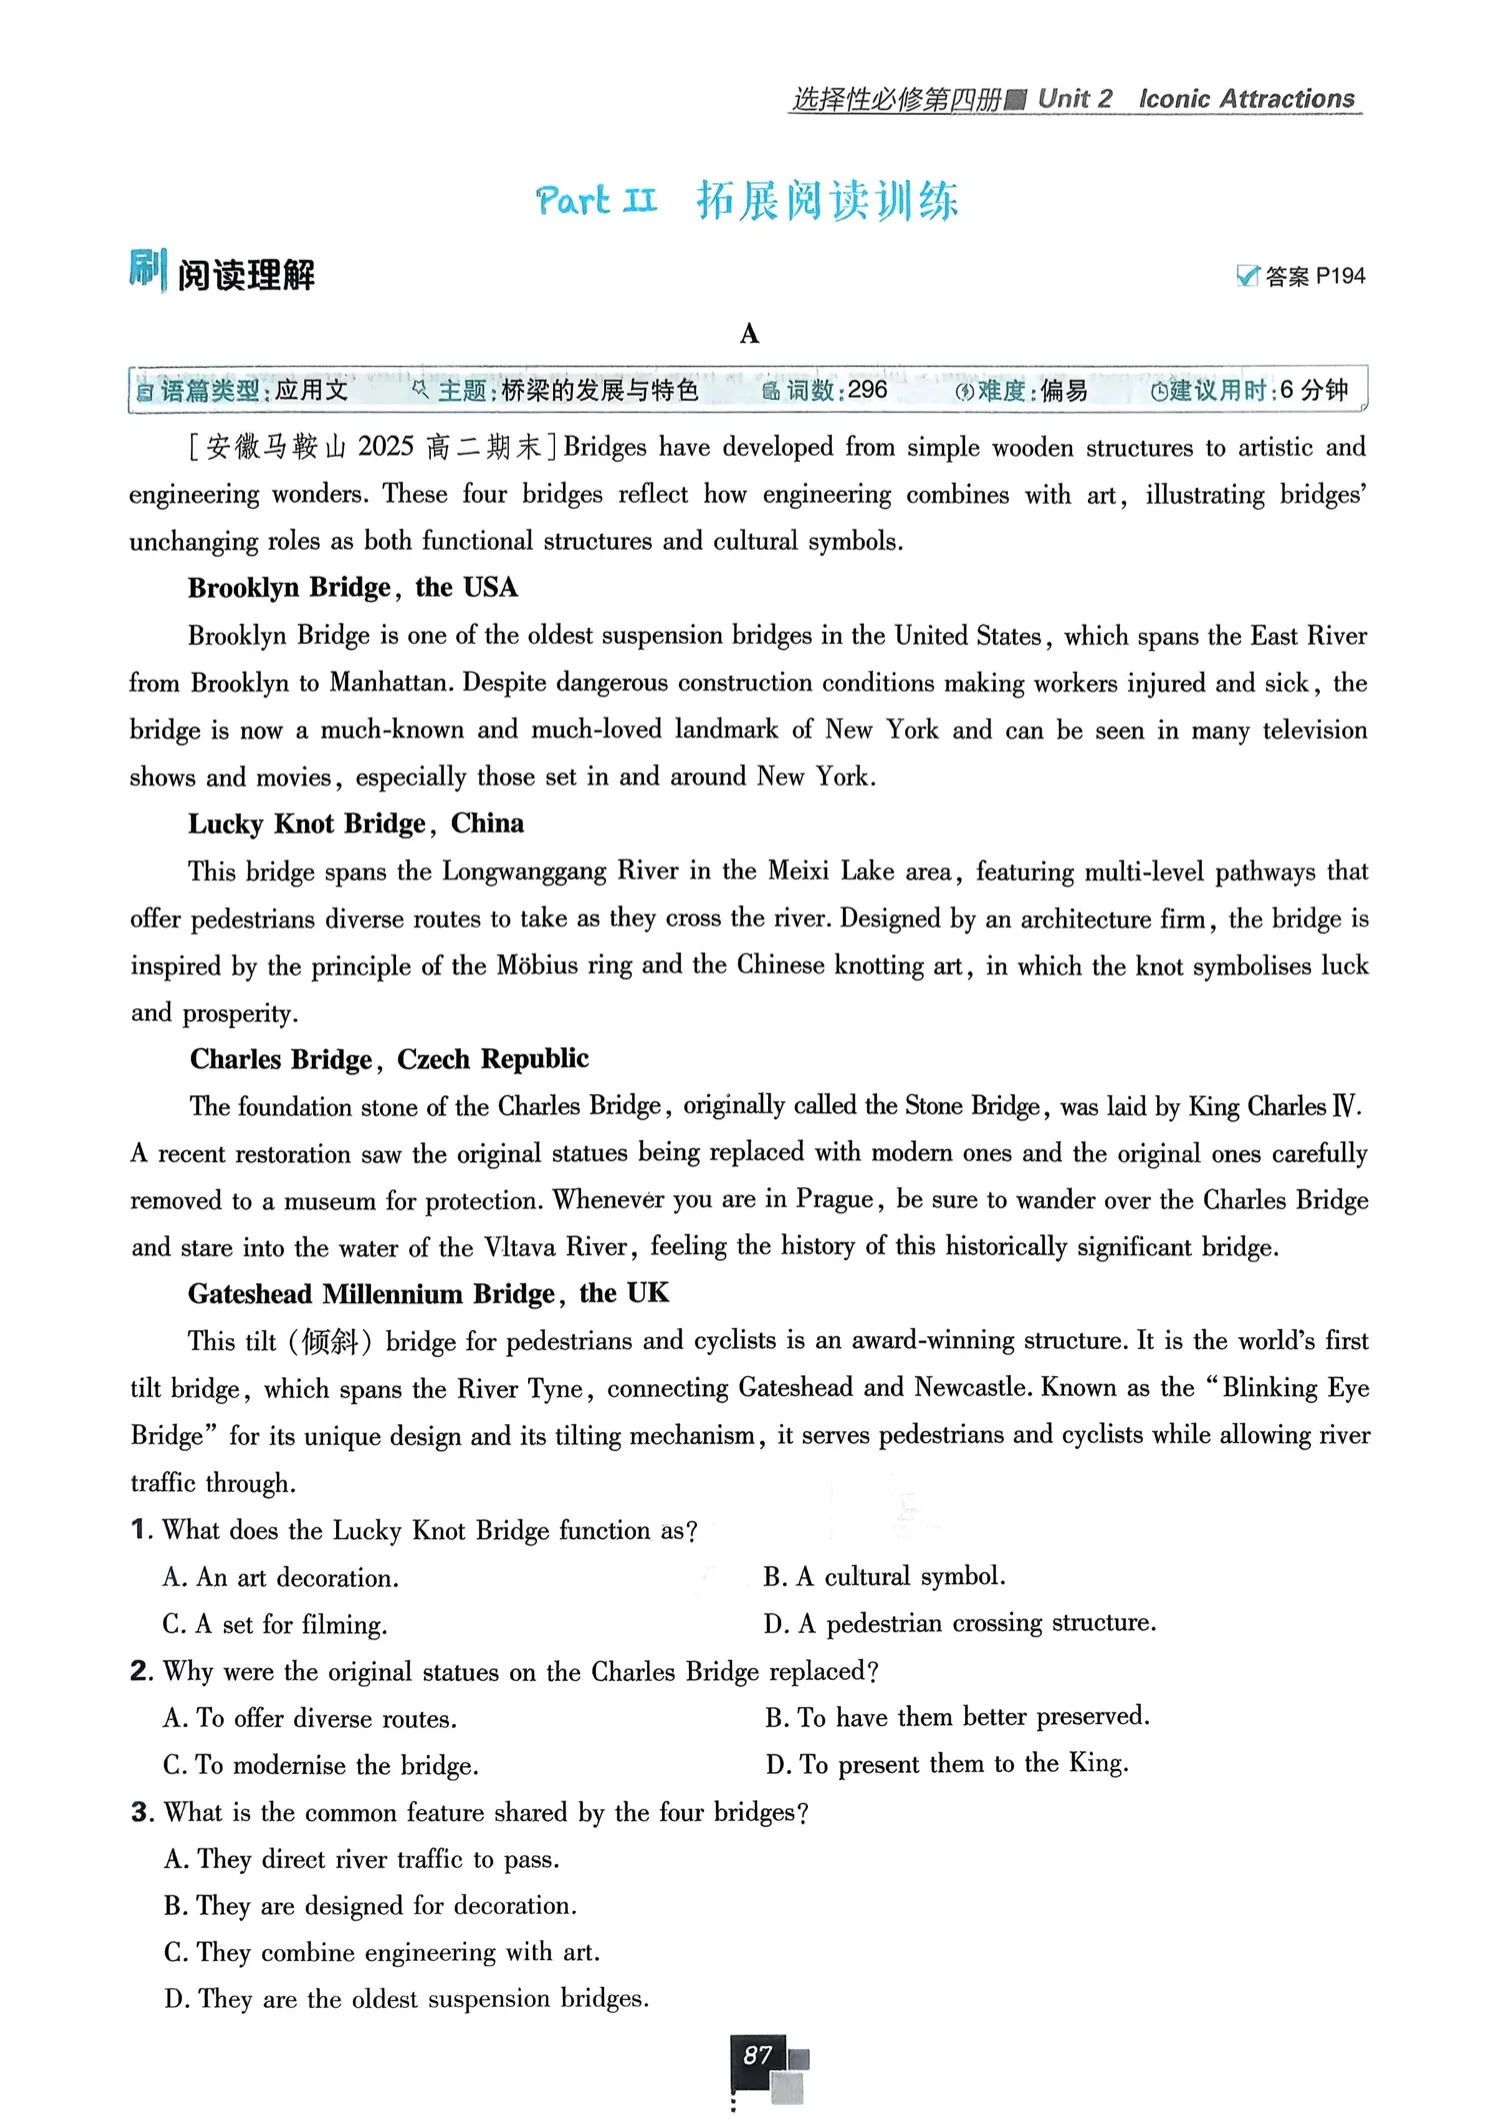 选择性必修第四册 Unit 2 Iconic Attractions
Part II 拓展阅读训练
刷 阅读理解
答案 P194
A
语篇类型:应用文 主题:桥梁的发展与特色 词数:296 难度:偏易 建议用时:6 分钟
[安徽马鞍山 2025 高二期末] Bridges have developed from simple wooden structures to artistic and
engineering wonders. These four bridges reflect how engineering combines with art, illustrating bridges'
unchanging roles as both functional structures and cultural symbols.
Brooklyn Bridge, the USA
Brooklyn Bridge is one of the oldest suspension bridges in the United States, which spans the East River
from Brooklyn to Manhattan. Despite dangerous construction conditions making workers injured and sick, the
bridge is now a much-known and much-loved landmark of New York and can be seen in many television
shows and movies, especially those set in and around New York.
Lucky Knot Bridge, China
This bridge spans the Longwanggang River in the Meixi Lake area, featuring multi-level pathways that
offer pedestrians diverse routes to take as they cross the river. Designed by an architecture firm, the bridge is
inspired by the principle of the Möbius ring and the Chinese knotting art, in which the knot symbolises luck
and prosperity.
Charles Bridge, Czech Republic
The foundation stone of the Charles Bridge, originally called the Stone Bridge, was laid by King Charles Ⅳ.
A recent restoration saw the original statues being replaced with modern ones and the original ones carefully
removed to a museum for protection. Whenever you are in Prague, be sure to wander over the Charles Bridge
and stare into the water of the Vltava River, feeling the history of this historically significant bridge.
Gateshead Millennium Bridge, the UK
This tilt (倾斜) bridge for pedestrians and cyclists is an award-winning structure. It is the world's first
tilt bridge, which spans the River Tyne, connecting Gateshead and Newcastle. Known as the "Blinking Eye
Bridge" for its unique design and its tilting mechanism, it serves pedestrians and cyclists while allowing river
traffic through.
1. What does the Lucky Knot Bridge function as?
A. An art decoration. B. A cultural symbol.
C. A set for filming. D. A pedestrian crossing structure.
2. Why were the original statues on the Charles Bridge replaced?
A. To offer diverse routes. B. To have them better preserved.
C. To modernise the bridge. D. To present them to the King.
3. What is the common feature shared by the four bridges?
A. They direct river traffic to pass.
B. They are designed for decoration.
C. They combine engineering with art.
D. They are the oldest suspension bridges.
87